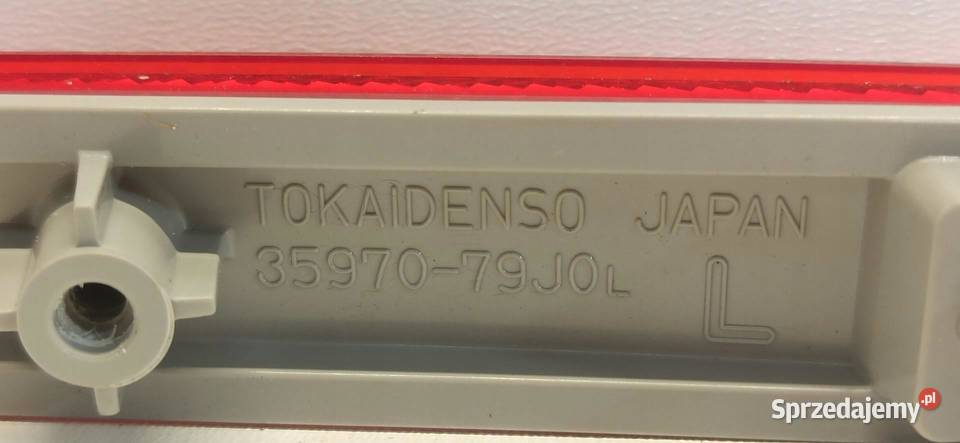 TOKAIDENSO JAPAN
35970-79J0L
L
Sprzedajemy.pl